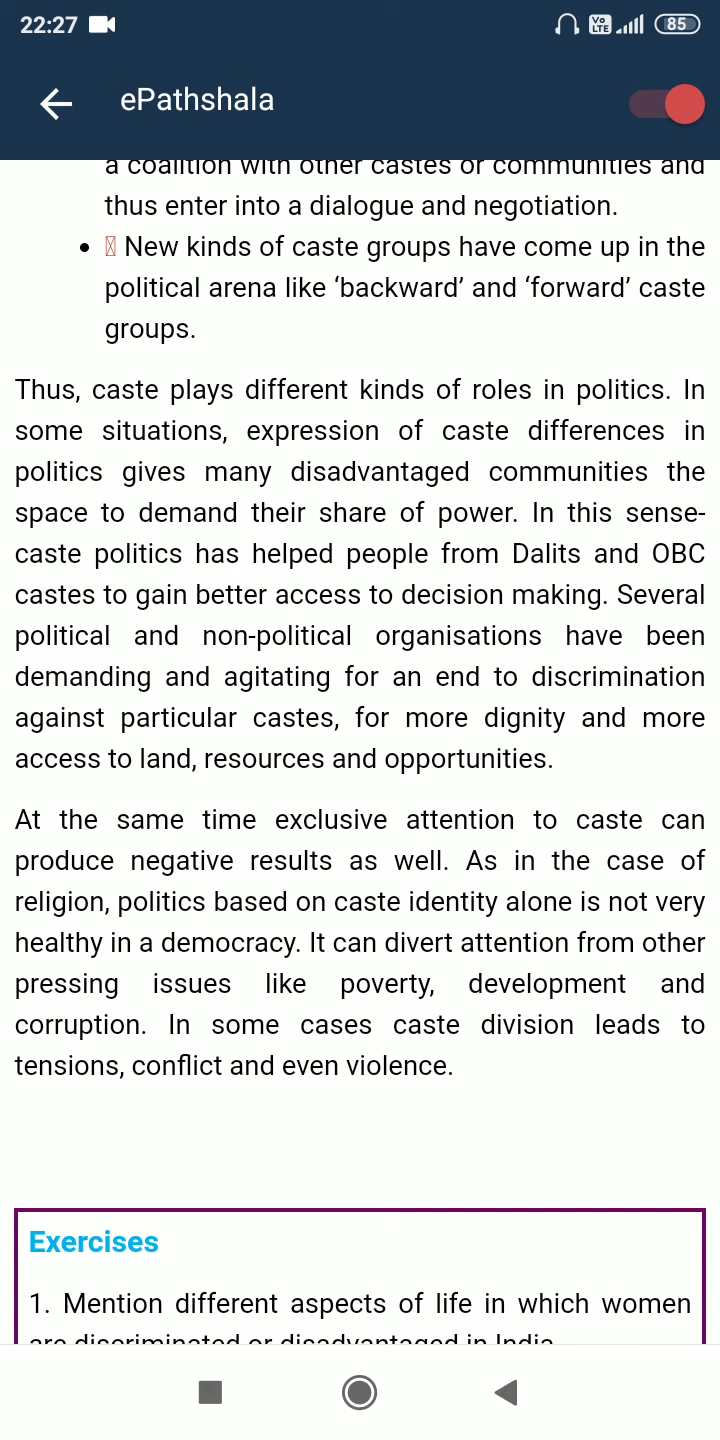 22:27
Vo
LTE
85
ePathshala
a coalition with other castes or communities and
thus enter into a dialogue and negotiation.
• New kinds of caste groups have come up in the
political arena like ‘backward’ and ‘forward’ caste
groups.
Thus, caste plays different kinds of roles in politics. In
some situations, expression of caste differences in
politics gives many disadvantaged communities the
space to demand their share of power. In this sense-
caste politics has helped people from Dalits and OBC
castes to gain better access to decision making. Several
political and non-political organisations have been
demanding and agitating for an end to discrimination
against particular castes, for more dignity and more
access to land, resources and opportunities.
At the same time exclusive attention to caste can
produce negative results as well. As in the case of
religion, politics based on caste identity alone is not very
healthy in a democracy. It can divert attention from other
pressing issues like poverty, development and
corruption. In some cases caste division leads to
tensions, conflict and even violence.
Exercises
1. Mention different aspects of life in which women
are discriminated or disadvantaged in India